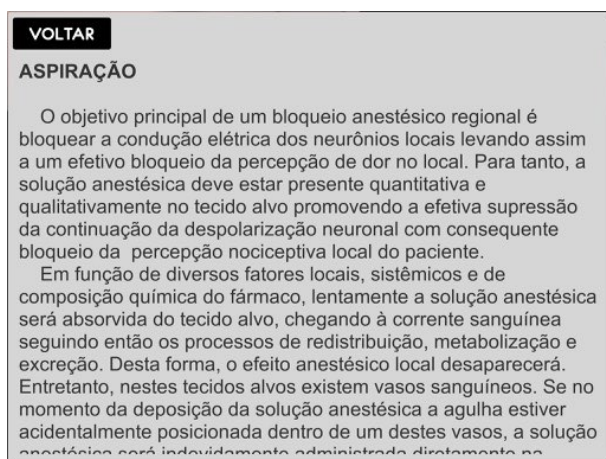 VOLTAR
ASPIRAÇÃO
O objetivo principal de um bloqueio anestésico regional é
bloquear a condução elétrica dos neurônios locais levando assim
a um efetivo bloqueio da percepção de dor no local. Para tanto, a
solução anestésica deve estar presente quantitativa e
qualitativamente no tecido alvo promovendo a efetiva supressão
da continuação da despolarização neuronal com consequente
bloqueio da  percepção nociceptiva local do paciente.
Em função de diversos fatores locais, sistêmicos e de
composição química do fármaco, lentamente a solução anestésica
será absorvida do tecido alvo, chegando à corrente sanguínea
seguindo então os processos de redistribuição, metabolização e
excreção. Desta forma, o efeito anestésico local desaparecerá.
Entretanto, nestes tecidos alvos existem vasos sanguíneos. Se no
momento da deposição da solução anestésica a agulha estiver
acidentalmente posicionada dentro de um destes vasos, a solução
anestésica será indevidamente administrada diretamente na